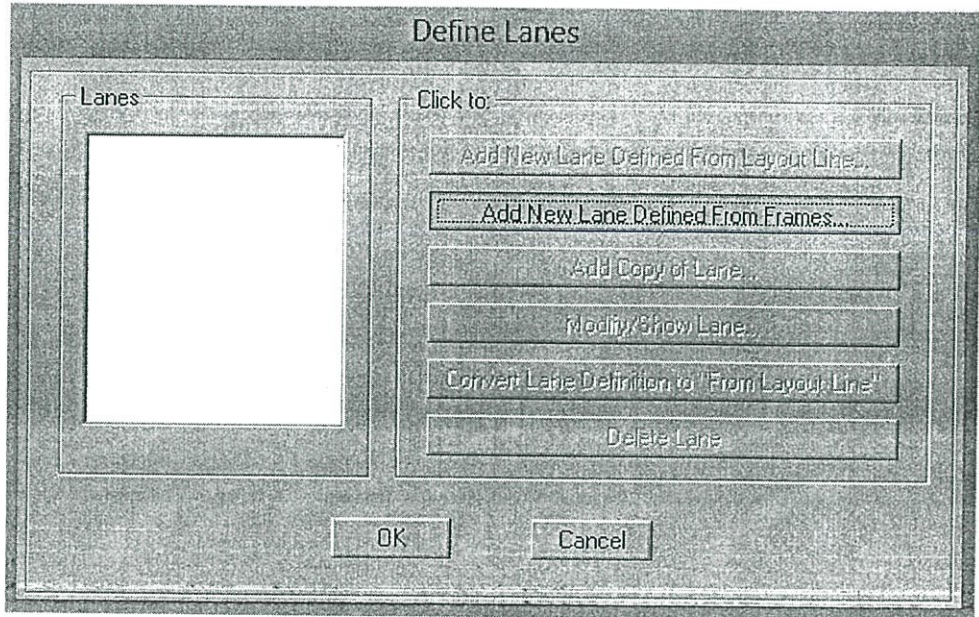 Define Lanes
Lanes
Click to:
Add New Lane Defined From Layout Line...
Add New Lane Defined From Frames...
Add Copy of Lane...
Modify/Show Lane...
Convert Lane Definition to "From Layout Line"
Delete Lane
OK
Cancel